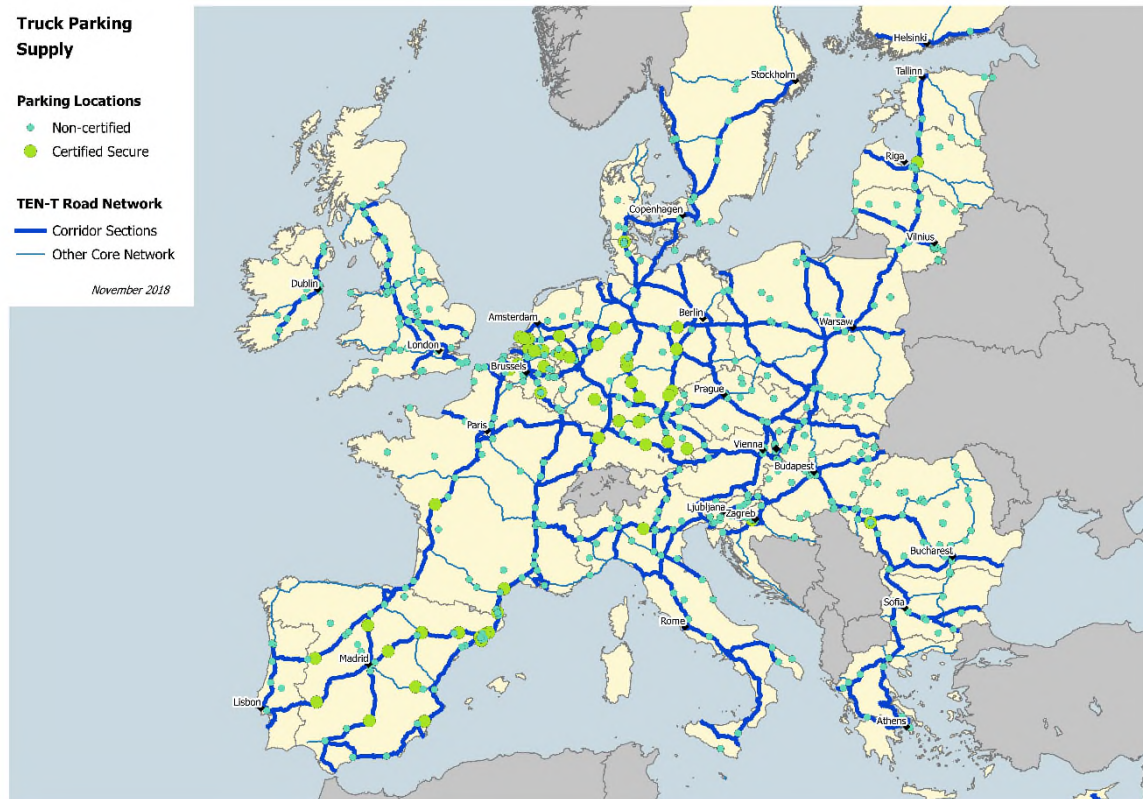 Truck Parking
Supply
Parking Locations
Non-certified
Certified Secure
TEN-T Road Network
Corridor Sections
Other Core Network
November 2018
Helsinki
Stockholm
Tallinn
Riga
Copenhagen
Vilnius
Dublin
Amsterdam
Berlin
Warsaw
London
Brussels
Prague
Paris
Vienna
Budapest
Ljubljana
Zagreb
Bucharest
Sofia
Rome
Madrid
Lisbon
Athens